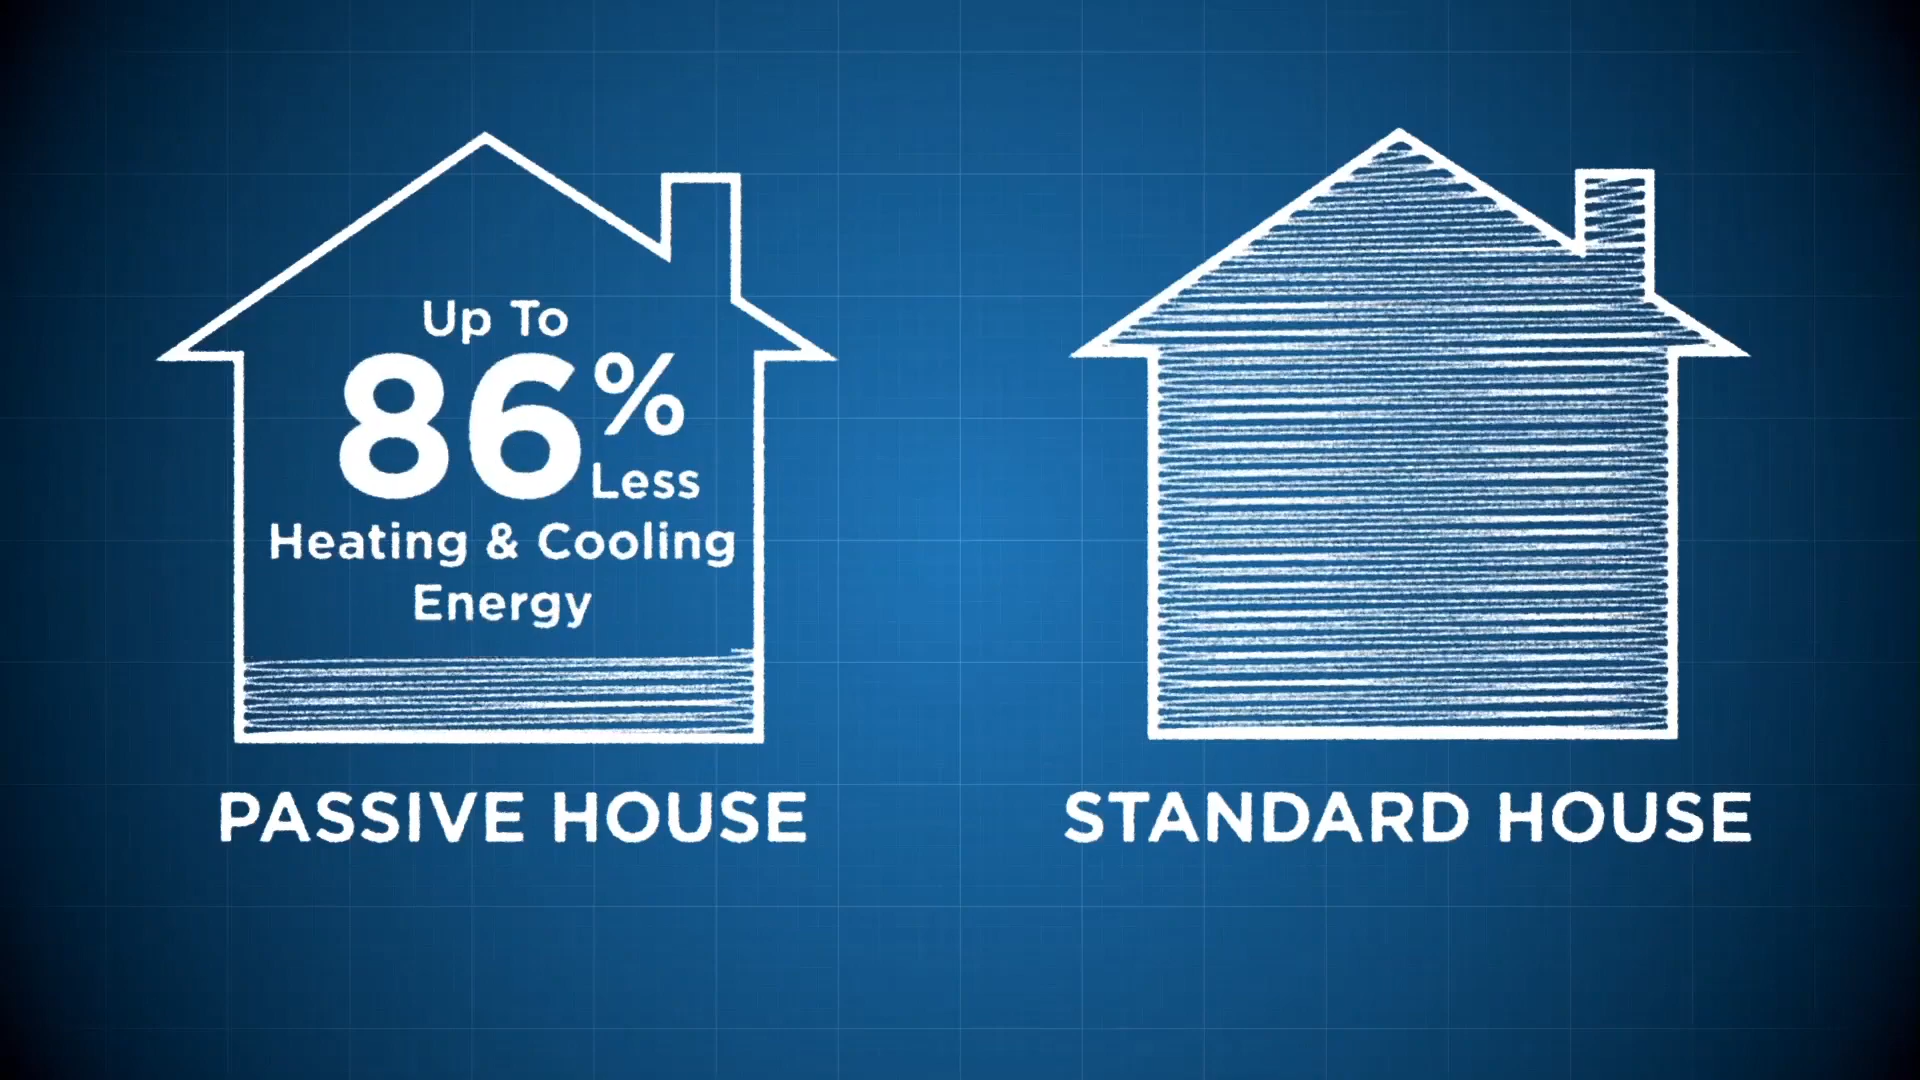 Up To
86%
Less
Heating & Cooling
Energy
PASSIVE HOUSE
STANDARD HOUSE